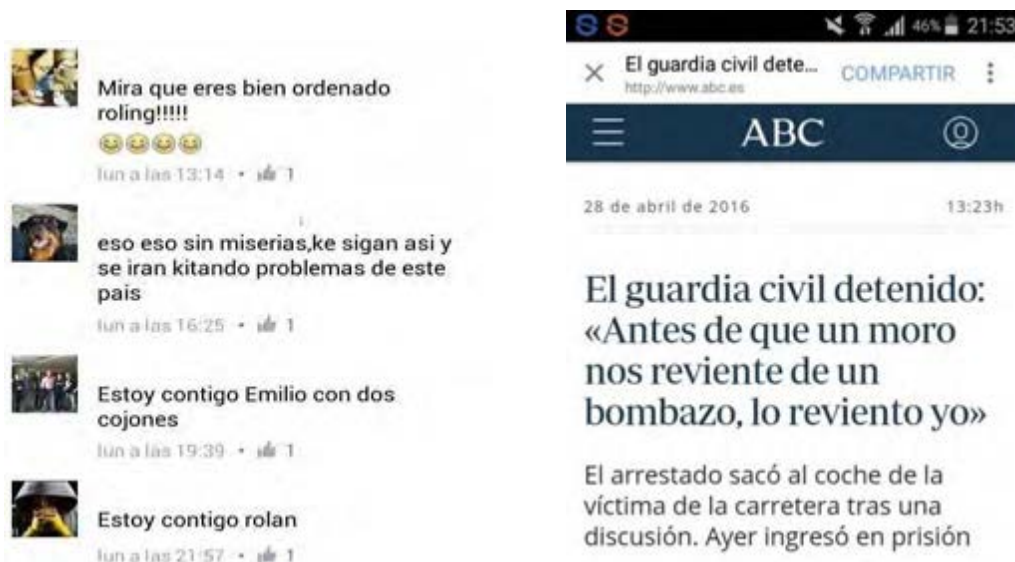 Mira que eres bien ordenado
roling!!!!!
😂😂😂😂
lun a las 13:14 • 1
eso eso sin miserias,ke sigan asi y
se iran kitando problemas de este
pais
lun a las 16:25 • 1
Estoy contigo Emilio con dos
cojones
lun a las 19:39 • 1
Estoy contigo rolan
lun a las 21:57 • 1
46% 21:53
El guardia civil dete...
http://www.abc.es
COMPARTIR
ABC
28 de abril de 2016 13:23h
El guardia civil detenido:
«Antes de que un moro
nos reviente de un
bombazo, lo reviento yo»
El arrestado sacó al coche de la
víctima de la carretera tras una
discusión. Ayer ingresó en prisión